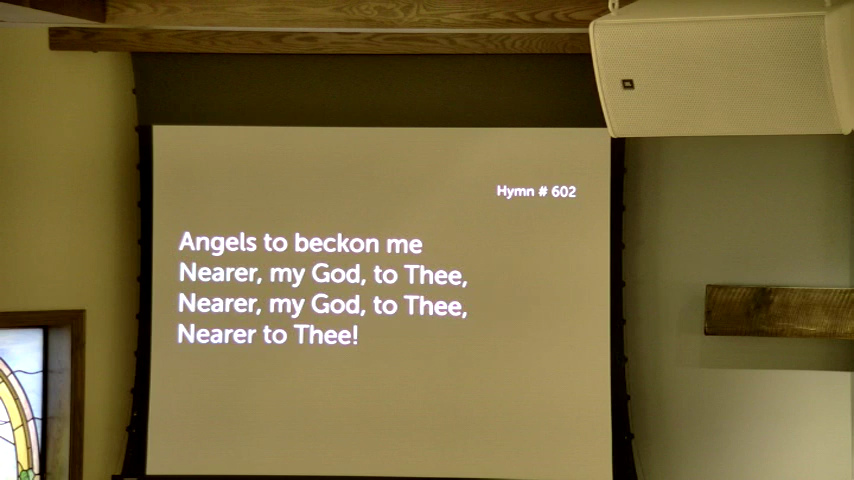 Hymn # 602
Angels to beckon me
Nearer, my God, to Thee,
Nearer, my God, to Thee,
Nearer to Thee!